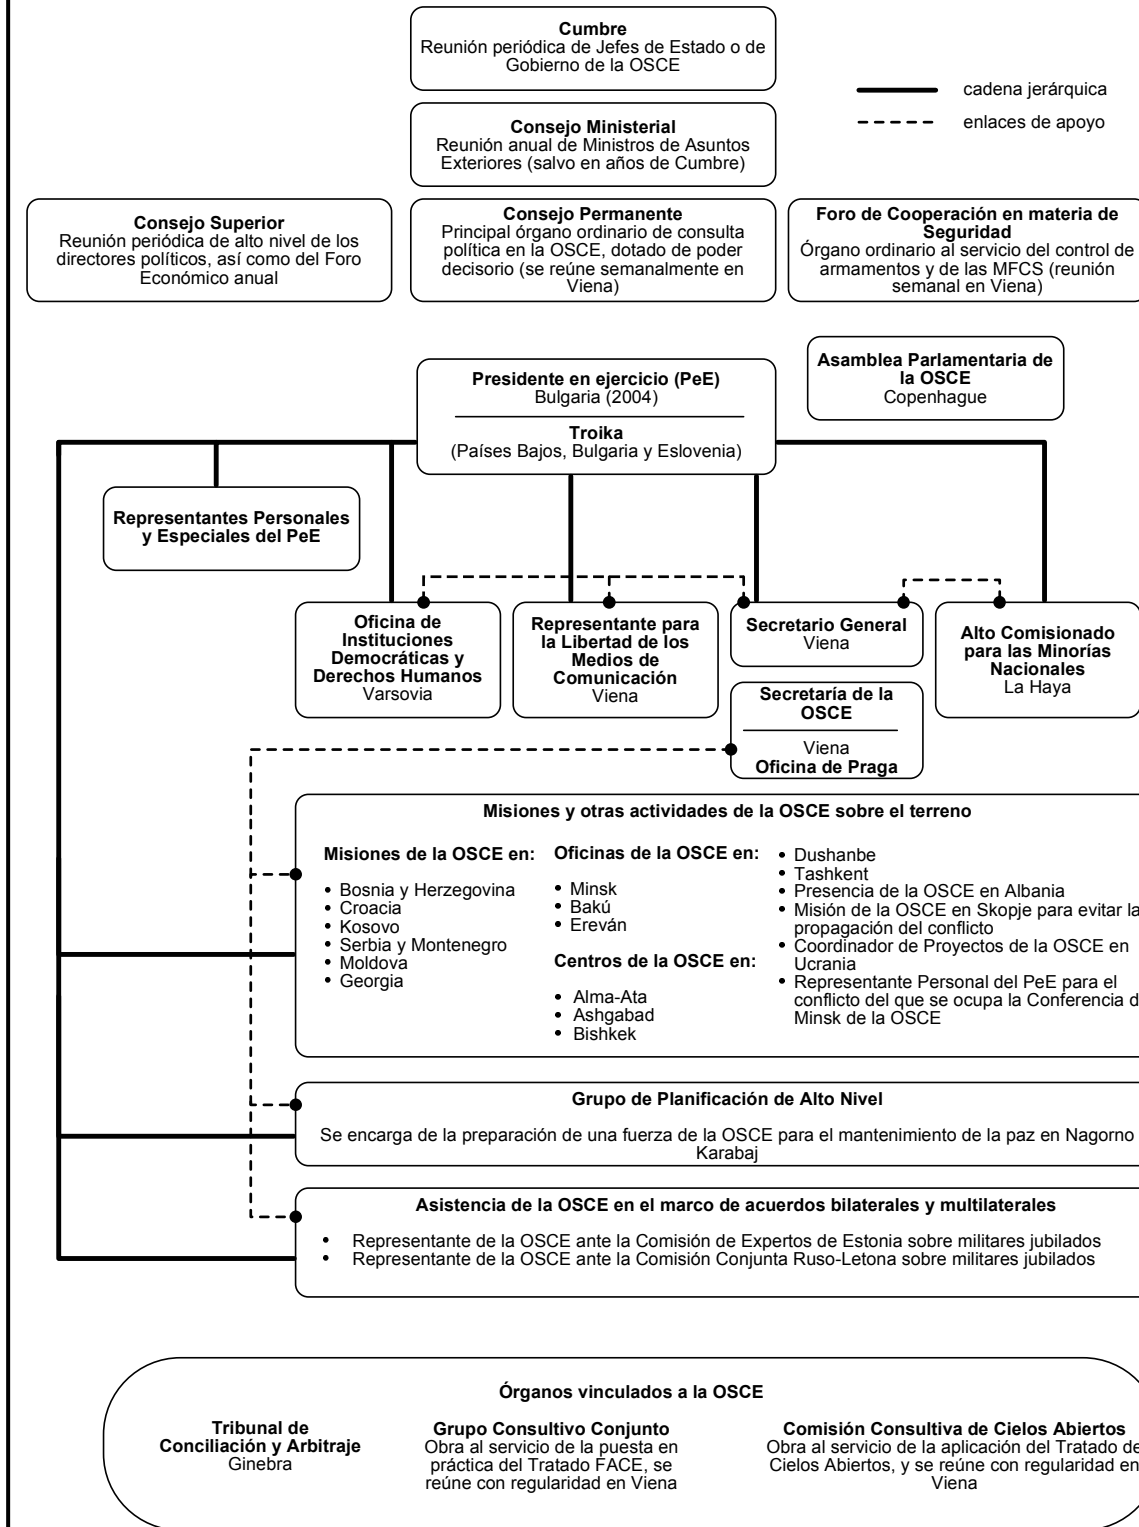 Cumbre
Reunión periódica de Jefes de Estado o de
Gobierno de la OSCE
cadena jerárquica
enlaces de apoyo
Consejo Ministerial
Reunión anual de Ministros de Asuntos
Exteriores (salvo en años de Cumbre)
Consejo Superior
Reunión periódica de alto nivel de los
directores políticos, así como del Foro
Económico anual
Consejo Permanente
Principal órgano ordinario de consulta
política en la OSCE, dotado de poder
decisorio (se reúne semanalmente en
Viena)
Foro de Cooperación en materia de
Seguridad
Órgano ordinario al servicio del control de
armamentos y de las MFCS (reunión
semanal en Viena)
Presidente en ejercicio (PeE)
Bulgaria (2004)
Troika
(Países Bajos, Bulgaria y Eslovenia)
Asamblea Parlamentaria de
la OSCE
Copenhague
Representantes Personales
y Especiales del PeE
Oficina de
Instituciones
Democráticas y
Derechos Humanos
Varsovia
Representante para
la Libertad de los
Medios de
Comunicación
Viena
Secretario General
Viena
Alto Comisionado
para las Minorías
Nacionales
La Haya
Secretaría de la
OSCE
Viena
Oficina de Praga
Misiones y otras actividades de la OSCE sobre el terreno
Misiones de la OSCE en:
• Bosnia y Herzegovina
• Croacia
• Kosovo
• Serbia y Montenegro
• Moldova
• Georgia
Oficinas de la OSCE en:
• Minsk
• Bakú
• Ereván
Centros de la OSCE en:
• Alma-Ata
• Ashgabad
• Bishkek
• Dushanbe
• Tashkent
• Presencia de la OSCE en Albania
• Misión de la OSCE en Skopje para evitar la
propagación del conflicto
• Coordinador de Proyectos de la OSCE en
Ucrania
• Representante Personal del PeE para el
conflicto del que se ocupa la Conferencia d
Minsk de la OSCE
Grupo de Planificación de Alto Nivel
Se encarga de la preparación de una fuerza de la OSCE para el mantenimiento de la paz en Nagorno
Karabaj
Asistencia de la OSCE en el marco de acuerdos bilaterales y multilaterales
• Representante de la OSCE ante la Comisión de Expertos de Estonia sobre militares jubilados
• Representante de la OSCE ante la Comisión Conjunta Ruso-Letona sobre militares jubilados
Órganos vinculados a la OSCE
Tribunal de
Conciliación y Arbitraje
Ginebra
Grupo Consultivo Conjunto
Obra al servicio de la puesta en
práctica del Tratado FACE, se
reúne con regularidad en Viena
Comisión Consultiva de Cielos Abiertos
Obra al servicio de la aplicación del Tratado de
Cielos Abiertos, y se reúne con regularidad en
Viena